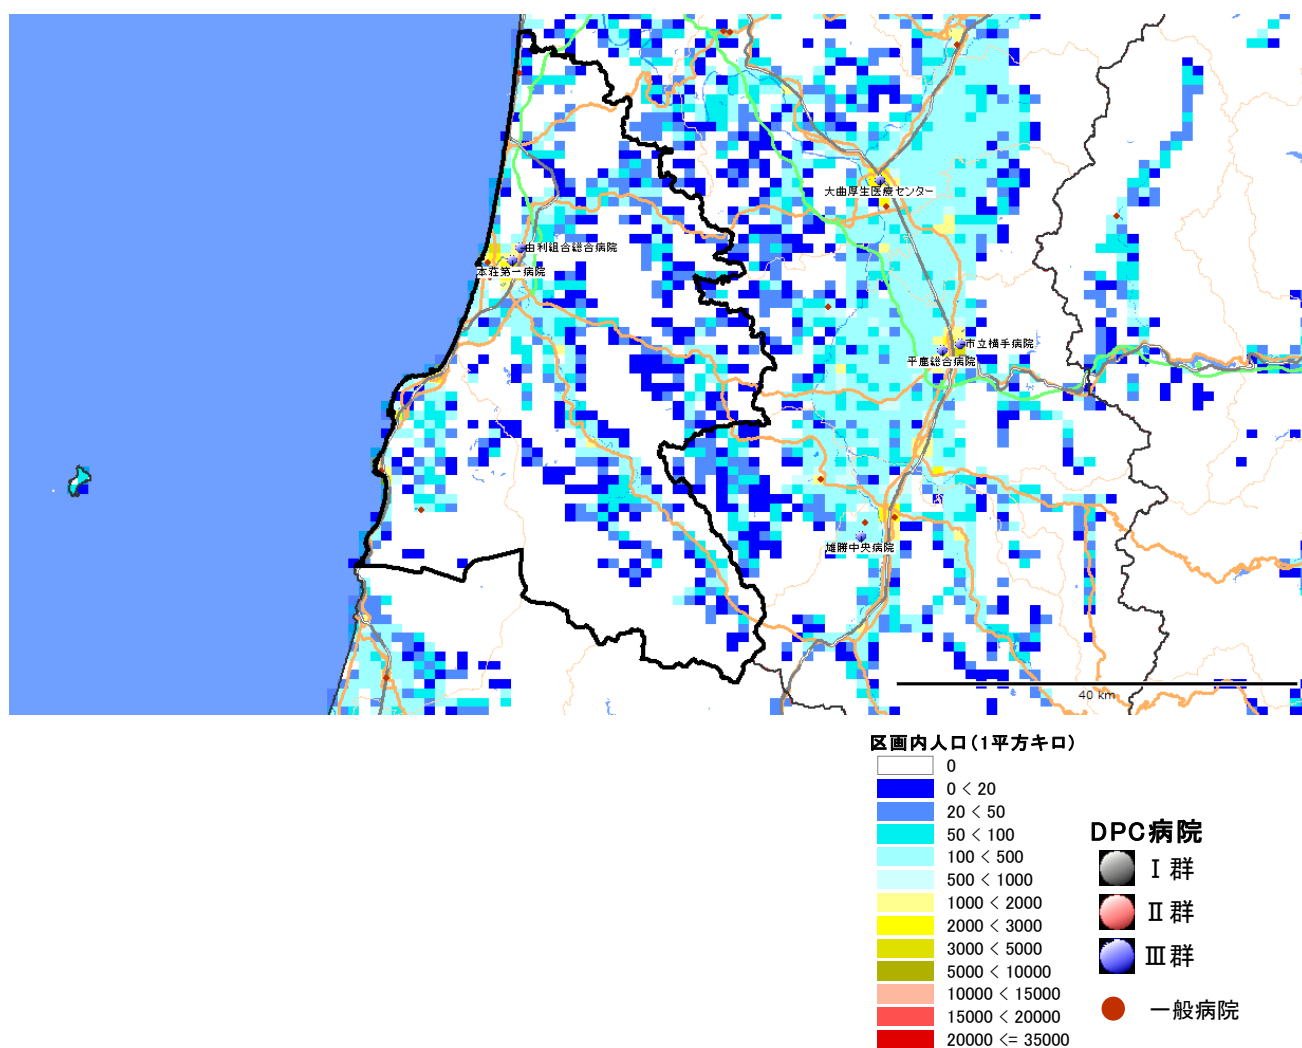 大曲厚生医療センター
由利組合総合病院
本荘第一病院
市立横手病院
平鹿総合病院
雄勝中央病院
40 km
区画内人口(1平方キロ)
0
0 < 20
20 < 50
50 < 100
100 < 500
500 < 1000
1000 < 2000
2000 < 3000
3000 < 5000
5000 < 10000
10000 < 15000
15000 < 20000
20000 <= 35000
DPC病院
Ⅰ群
Ⅱ群
Ⅲ群
一般病院